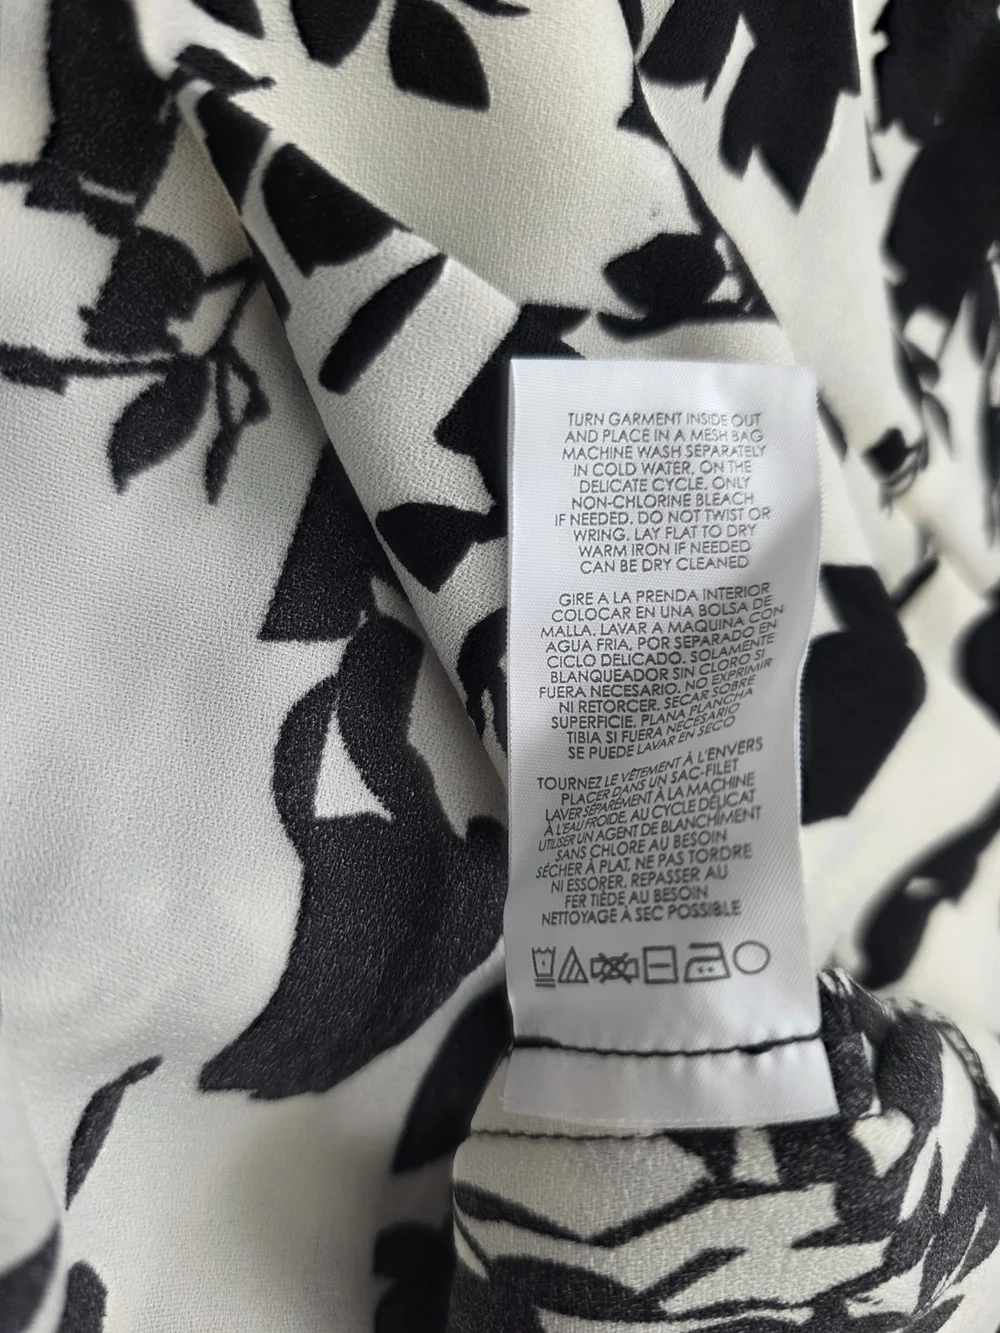 TURN GARMENT INSIDE OUT
AND PLACE IN A MESH BAG
MACHINE WASH SEPARATELY
IN COLD WATER, ON THE
DELICATE CYCLE, ONLY
NON-CHLORINE BLEACH
IF NEEDED. DO NOT TWIST OR
WRING. LAY FLAT TO DRY
WARM IRON IF NEEDED
CAN BE DRY CLEANED
GIRE A LA PRENDA INTERIOR
COLOCAR EN UNA BOLSA DE
MALLA. LAVAR A MAQUINA CON
AGUA FRIA, POR SEPARADO EN
CICLO DELICADO. SOLAMENTE
BLANQUEADOR SIN CLORO SI
FUERA NECESARIO. NO EXPRIMIR
NI RETORCER. SECAR SOBRE
SUPERFICIE, PLANA PLANCHA
TIBIA SI FUERA NECESARIO
SE PUEDE LAVAR EN SECO
TOURNEZ LE VÊTEMENT À L'ENVERS
PLACER DANS UN SAC-FILET
LAVER SÉPARÉMENT À LA MACHINE
À L'EAU FROIDE, AU CYCLE DÉLICAT
UTILISER UN AGENT DE BLANCHIMENT
SANS CHLORE AU BESOIN
SÉCHER À PLAT, NE PAS TORDRE
NI ESSORER. REPASSER AU
FER TIÈDE AU BESOIN
NETTOYAGE À SEC POSSIBLE